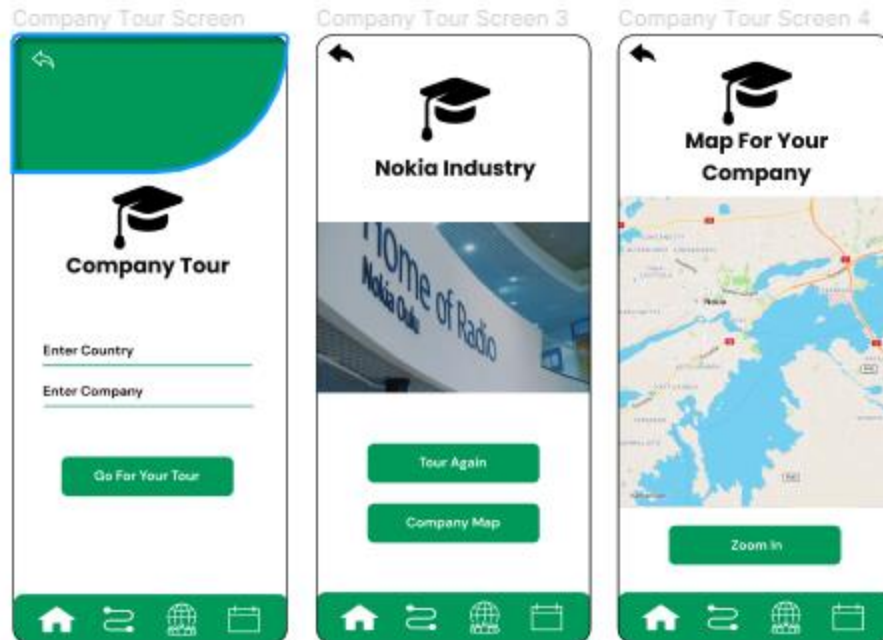 Company Tour Screen
Company Tour
Enter Country
Enter Company
Go For Your Tour
Company Tour Screen 3
Nokia Industry
Home of Radio
Nokia Oulu
Tour Again
Company Map
Company Tour Screen 4
Map For Your
Company
Nokia
Zoom In